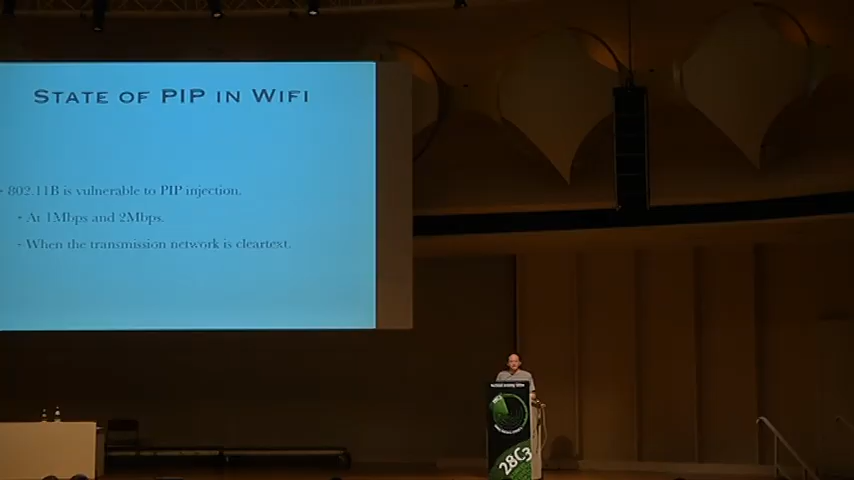 State of PIP in Wifi
- 802.11B is vulnerable to PIP injection.
- At 1Mbps and 2Mbps.
- When the transmission network is cleartext.
28C3